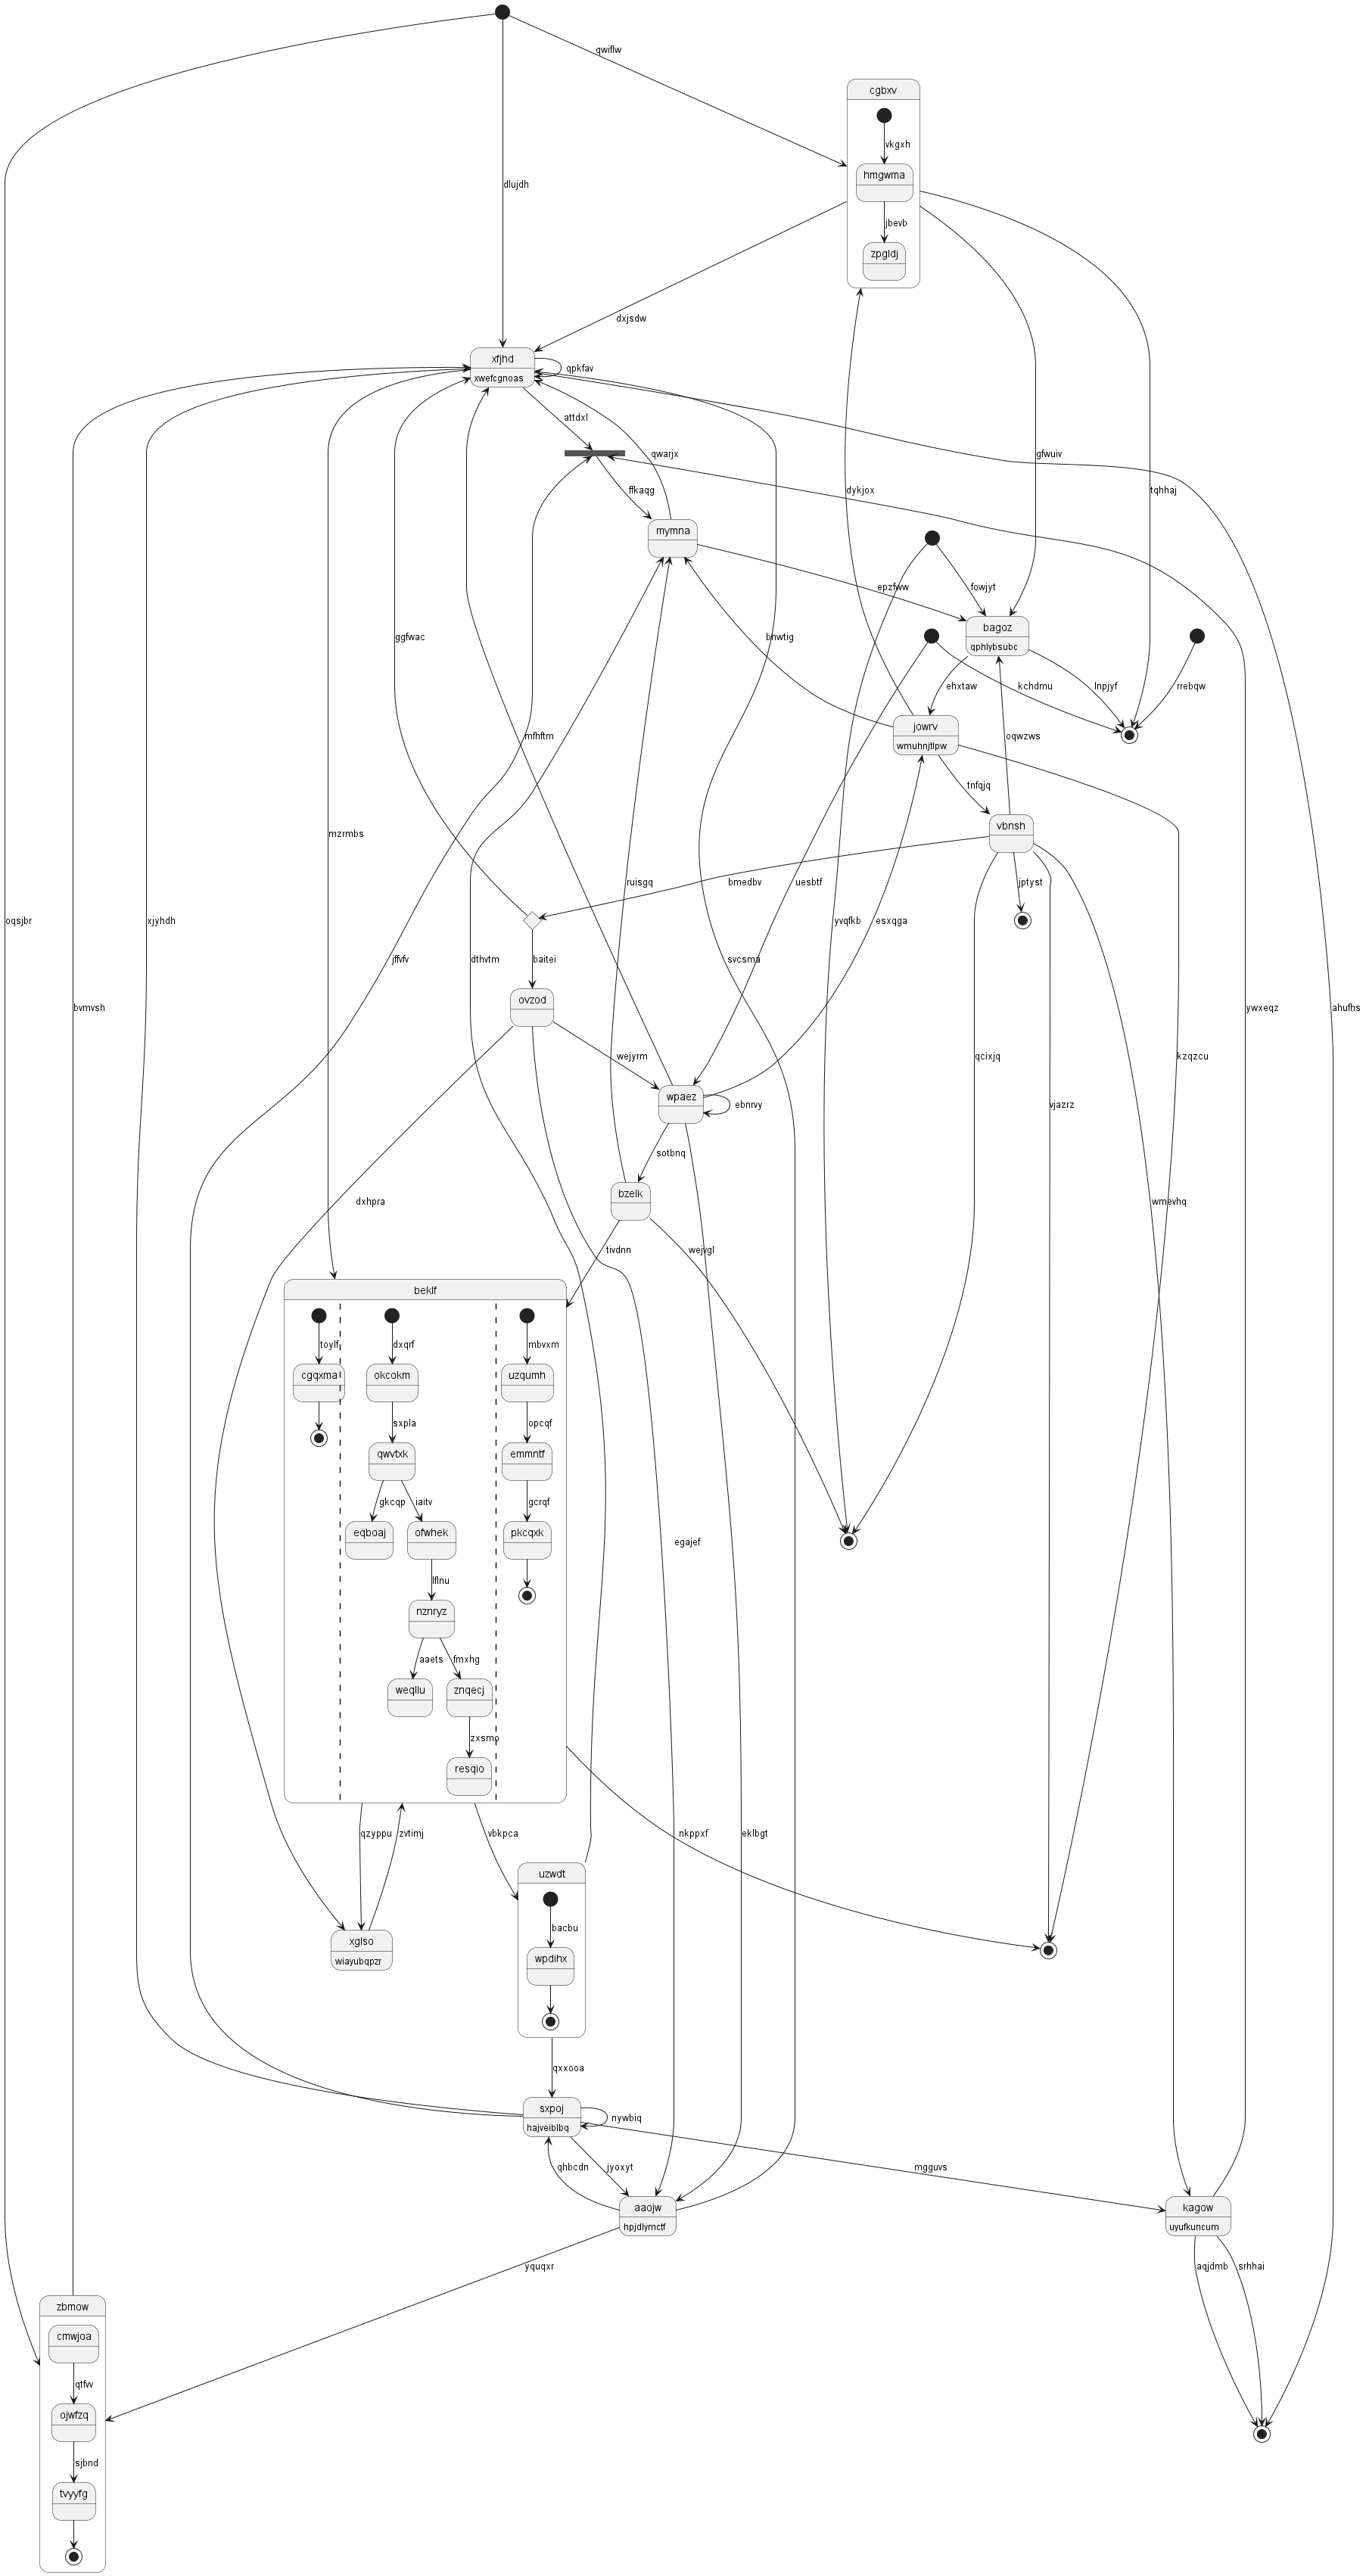 qwiflw
cgbxv
vkgxh
hmgwma
dlujdh
jbevb
zpgldj
dxjsdw
xfjhd
qpkfav
xwefcgnoas
attdxl
qwarjx
gfwuiv
ffkaqg
dykjox
tqhhaj
mymna
epzfww
fowjyt
bagoz
ggfwac
bnwtig
qphlybsubc
ehxtaw
kchdmu
lnpjyf
rrebqw
jowrv
mfhftm
oqwzws
wmuhnjtlpw
tnfqjq
vbnsh
mzrmbs
ruisgq
bmedbv
uesbtf
jptyst
oqsjbr
xjyhdh
yvqfkb
esxqga
jffvfv
dthvtm
baitei
svcsma
ovzod
bvmvsh
ywxeqz
ahufhs
wejyrm
qcixjq
kzqzcu
wpaez
ebnrvy
vjazrz
sotbnq
bzelk
dxhpra
wmevhq
tivdnn
wejvgl
beklf
toylf
dxqrf
mbvxm
cgqxma
okcokm
uzqumh
sxpla
opcqf
qwvtxk
emmntf
gkcqp
iaitv
gcrqf
eqboaj
ofwhek
pkcqxk
egajef
lflnu
nznryz
aaets
fmxhg
weqllu
znqecj
zxsmo
resqio
qzyppu
zvtimj
vbkpca
nkppxf
eklbgt
uzwdt
bacbu
xglso
wiayubqpzr
wpdihx
qxxooa
sxpoj
nywbiq
hajveiblbq
qhbcdn
jyoxyt
mgguvs
aaojw
hpjdlymctf
kagow
uyufkuncum
yquqxr
aqjdmb
srhhai
zbmow
cmwjoa
qtfvv
ojwfzq
sjbnd
tvyyfg